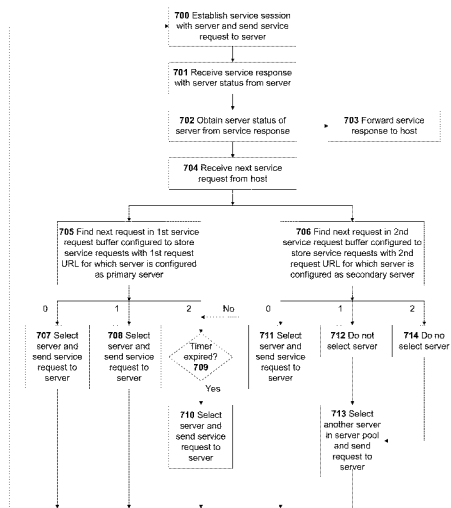 700 Establish service session
with server and send service
request to server
701 Receive service response
with server status from server
702 Obtain server status of
server from service response
703 Forward service
response to host
704 Receive next service
request from host
705 Find next request in 1st service
request buffer configured to store
service requests with 1st request
URL for which server is configured
as primary server
706 Find next request in 2nd
service request buffer configured to
store service requests with 2nd
request URL for which server is
configured as secondary server
0
1
2
No
0
1
2
707 Select
server and
send service
request to
server
708 Select
server and
send service
request to
server
Timer
expired?
709
711 Select
server and
send service
request to
server
712 Do not
select server
714 Do no
select server
Yes
710 Select
server and
send service
request to
server
713 Select
another server
in server pool
and send
request to
server